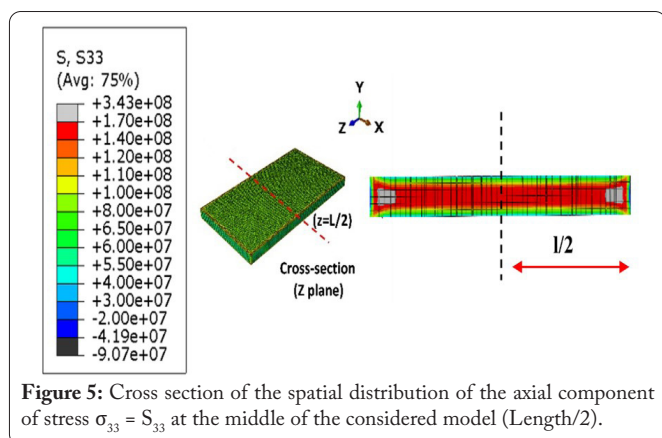 S, S33
(Avg: 75%)
+3.43e+08
+1.70e+08
+1.40e+08
+1.20e+08
+1.10e+08
+1.00e+08
+8.00e+07
+6.50e+07
+6.00e+07
+5.50e+07
+3.00e+07
-2.00e+07
-4.19e+07
-9.07e+07
Y
Z
X
(z=L/2)
Cross-section
(Z plane)
l/2
Figure 5: Cross section of the spatial distribution of the axial component
of stress σ₃₃ = S₃₃ at the middle of the considered model (Length/2).